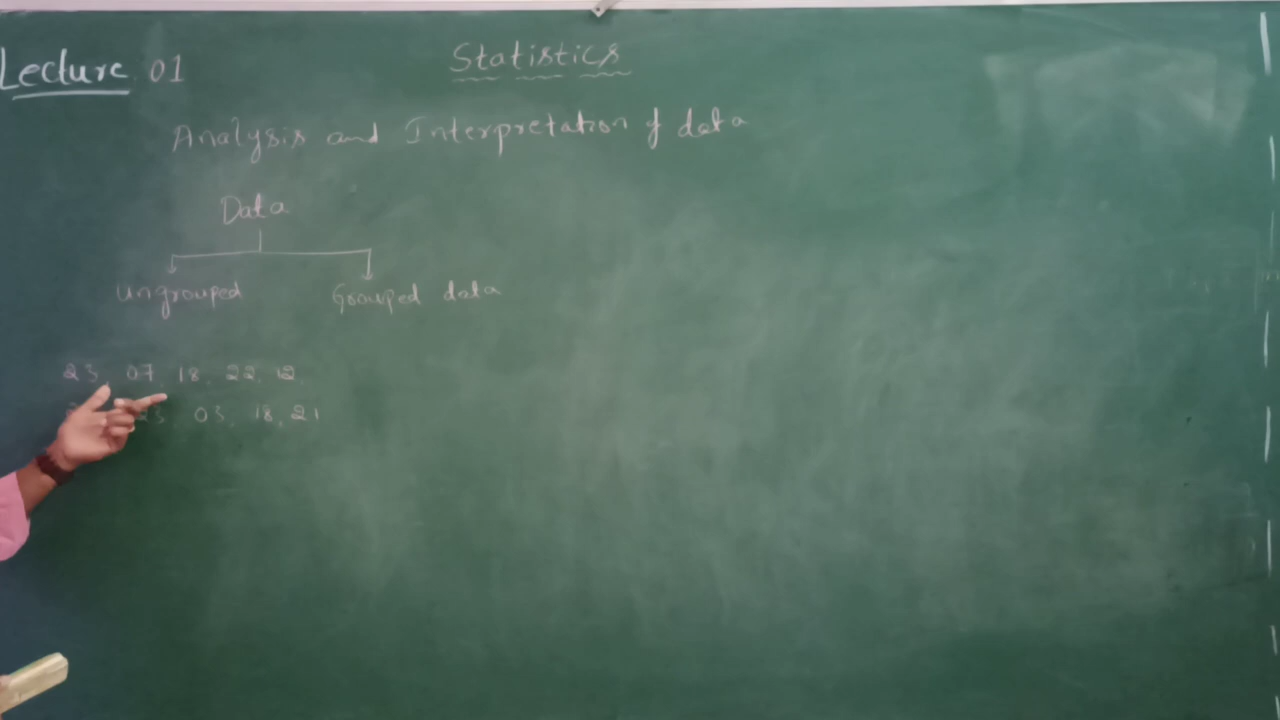 Lecture 01
Statistics
Analysis and Interpretation of data
Data
ungrouped Grouped data
23, 07, 18, 22, 12,
23 03, 18, 21